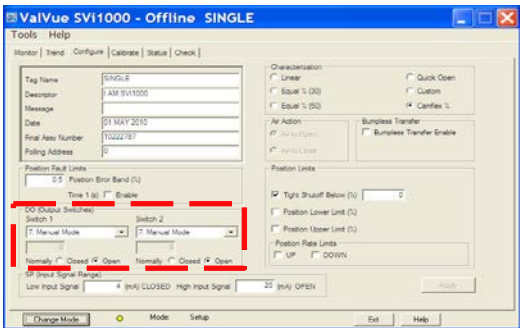 ValVue SVi1000 - Offline SINGLE
Tools Help
Monitor Trend Configure Calibrate Status Check
Tag Name SINGLE
Descriptor I AM SVI1000
Message
Date 01 MAY 2010
Final Assy Number 10222787
Polling Address 0
Characterization
Linear Quick Open
Equal % (30) Custom
Equal % (50) Camflex %
Air Action
Air to Open
Air to Close
Bumpless Transfer
Bumpless Transfer Enable
Position Fault Limits
0.5 Position Error Band (%)
Time 1 (s) Enable
Position Limits
Tight Shutoff Below (%) 0
Position Lower Limit (%)
Position Upper Limit (%)
Position Rate Limits
UP DOWN
DO (Output Switches)
Switch 1 Switch 2
7. Manual Mode 7. Manual Mode
0 0
Normally Closed Open Normally Closed Open
SP (Input Signal Range)
Low Input Signal 4 (mA) CLOSED High Input Signal 20 (mA) OPEN
Apply
Change Mode Mode: Setup Exit Help